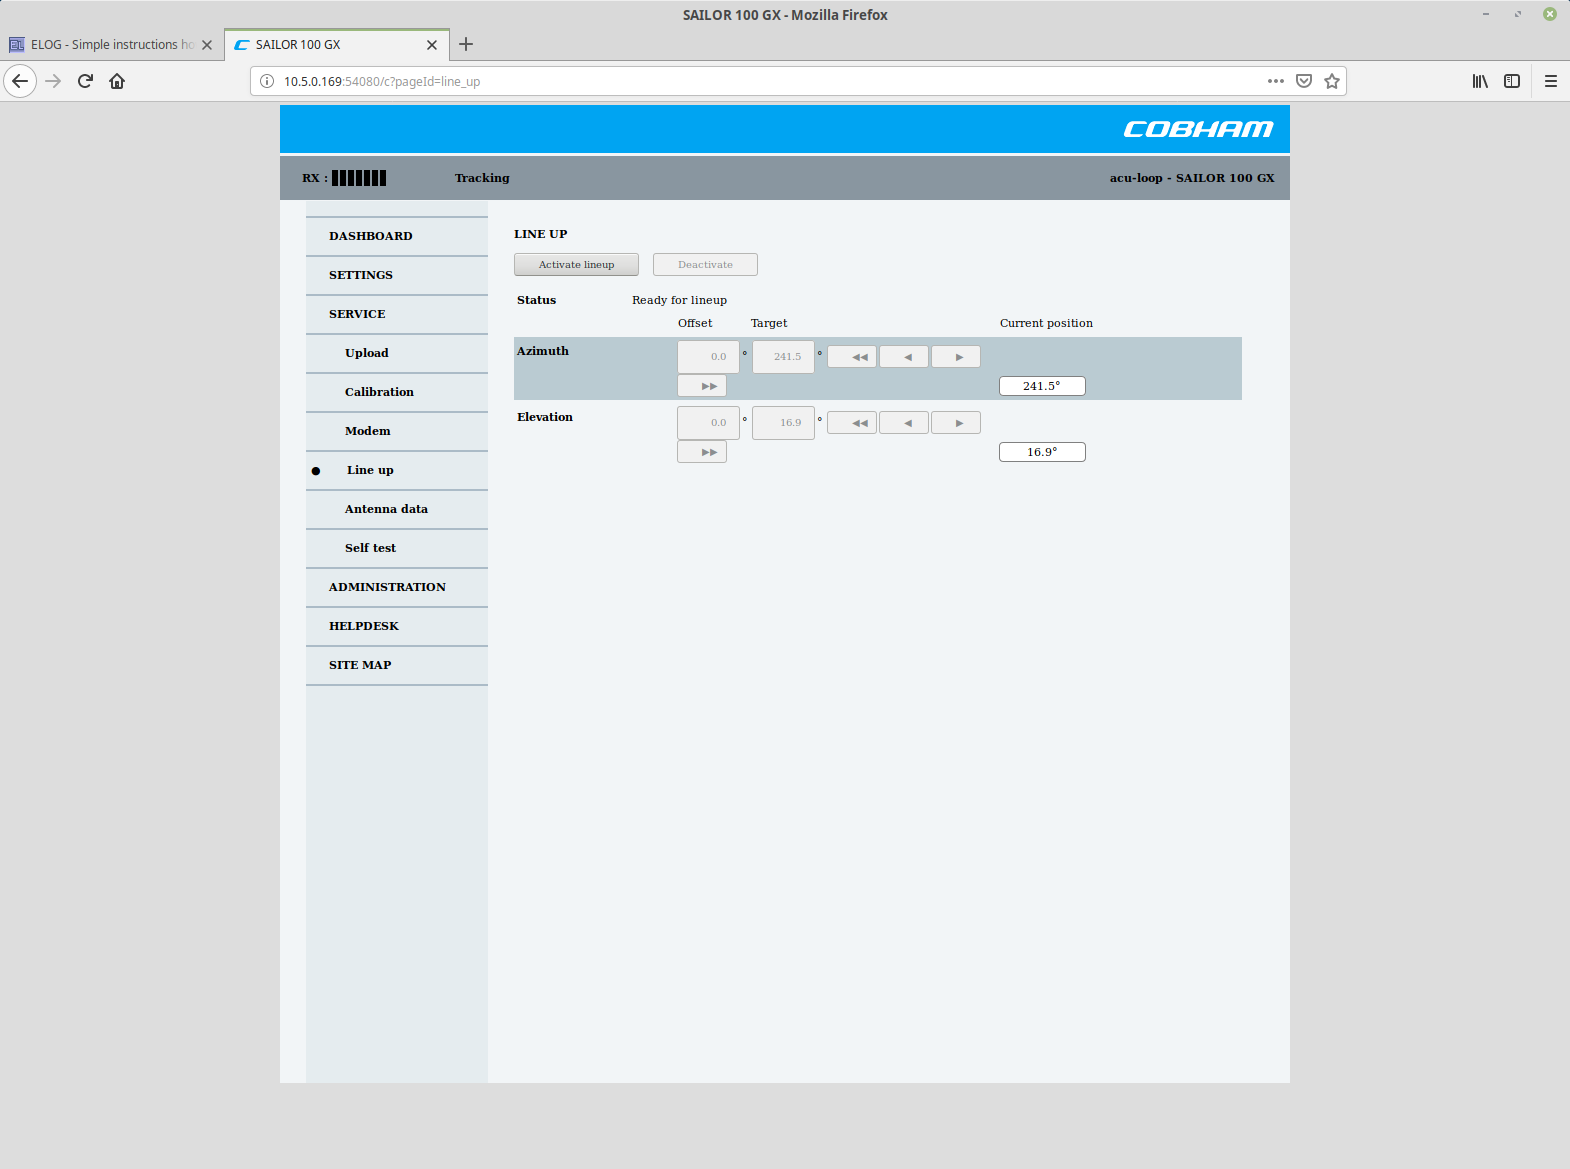 SAILOR 100 GX - Mozilla Firefox
ELOG - Simple instructions ho
SAILOR 100 GX
10.5.0.169:54080/c?pageId=line_up
COBHAM
RX :
Tracking
acu-loop - SAILOR 100 GX
DASHBOARD
SETTINGS
SERVICE
Upload
Calibration
Modem
Line up
Antenna data
Self test
ADMINISTRATION
HELPDESK
SITE MAP
LINE UP
Activate lineup Deactivate
Status Ready for lineup
Offset Target Current position
Azimuth 0.0 ° 241.5 ° ◀◀ ◀ ▶
▶▶ 241.5°
Elevation 0.0 ° 16.9 ° ◀◀ ◀ ▶
▶▶ 16.9°